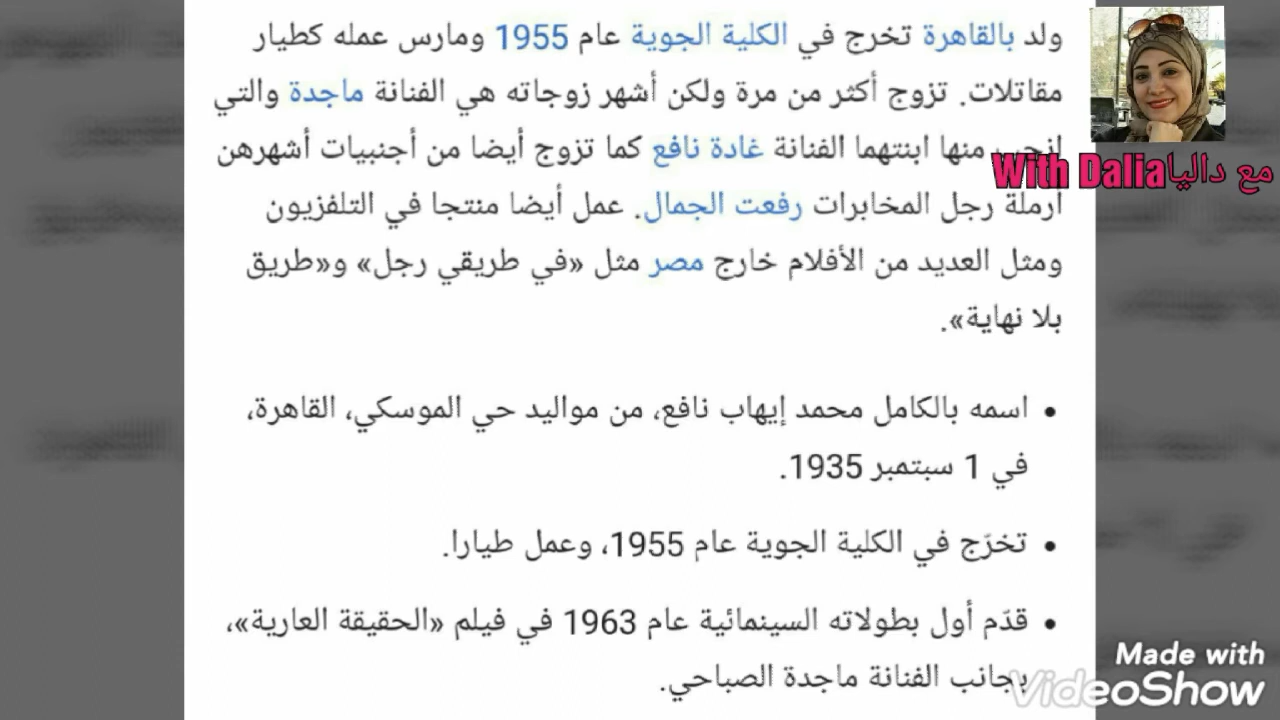 ولد بالقاهرة تخرج في الكلية الجوية عام 1955 ومارس عمله كطيار
مقاتلات. تزوج أكثر من مرة ولكن أشهر زوجاته هي الفنانة ماجدة والتي
انجب منها ابنتهما الفنانة غادة نافع كما تزوج أيضا من أجنبيات أشهرهن
أرملة رجل المخابرات رفعت الجمال. عمل أيضا منتجا في التلفزيون
ومثل العديد من الأفلام خارج مصر مثل «في طريقي رجل» و«طريق
بلا نهاية».
• اسمه بالكامل محمد إيهاب نافع، من مواليد حي الموسكي، القاهرة،
في 1 سبتمبر 1935.
• تخرّج في الكلية الجوية عام 1955، وعمل طيارا.
• قدّم أول بطولاته السينمائية عام 1963 في فيلم «الحقيقة العارية»،
بجانب الفنانة ماجدة الصباحي.
With Dalia مع داليا
Made with
VideoShow